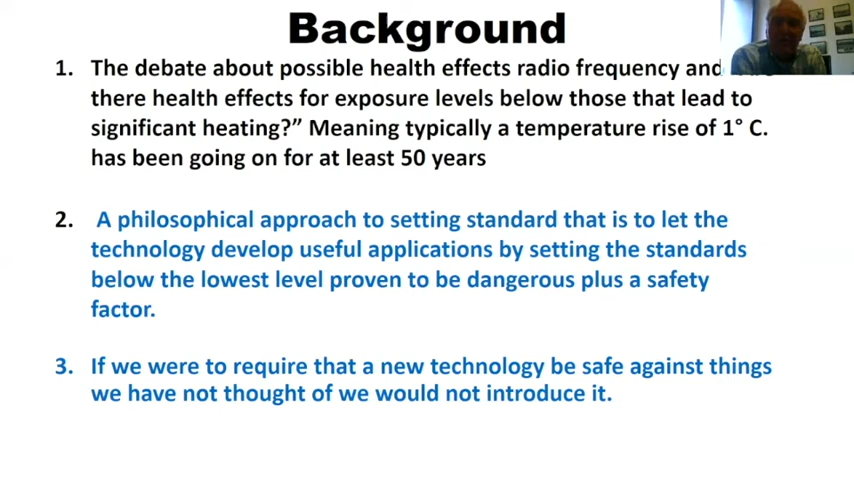 Background
1. The debate about possible health effects radio frequency and
there health effects for exposure levels below those that lead to
significant heating?” Meaning typically a temperature rise of 1° C.
has been going on for at least 50 years
2. A philosophical approach to setting standard that is to let the
technology develop useful applications by setting the standards
below the lowest level proven to be dangerous plus a safety
factor.
3. If we were to require that a new technology be safe against things
we have not thought of we would not introduce it.